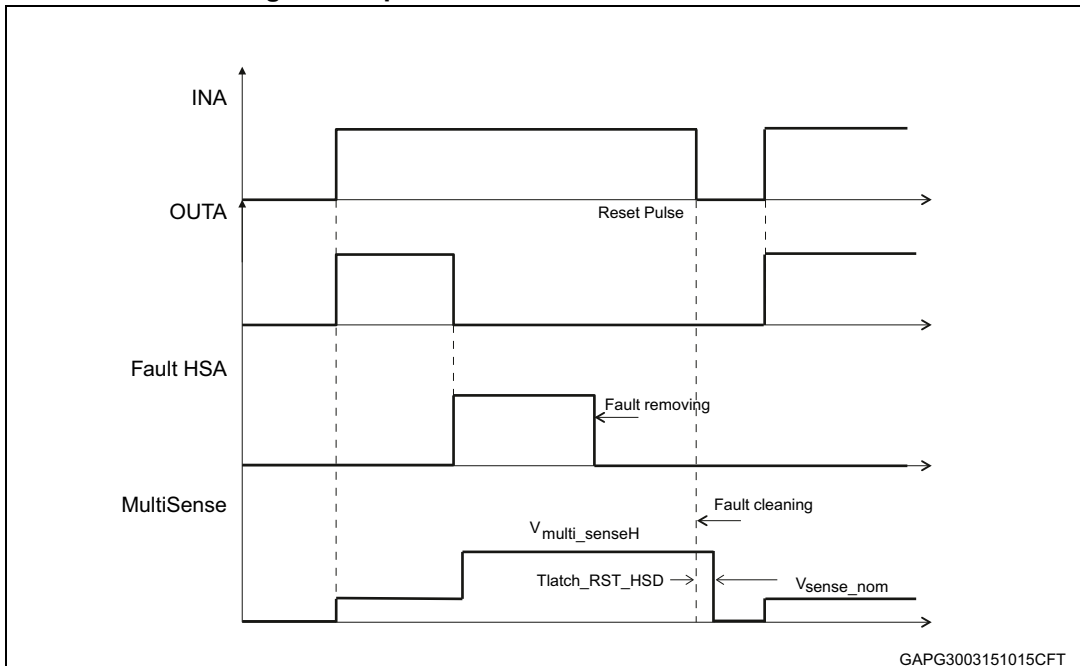 INA
Reset Pulse
OUTA
Fault HSA
Fault removing
MultiSense
Fault cleaning
Vmulti_senseH
Tlatch_RST_HSD
Vsense_nom
GAPG3003151015CFT